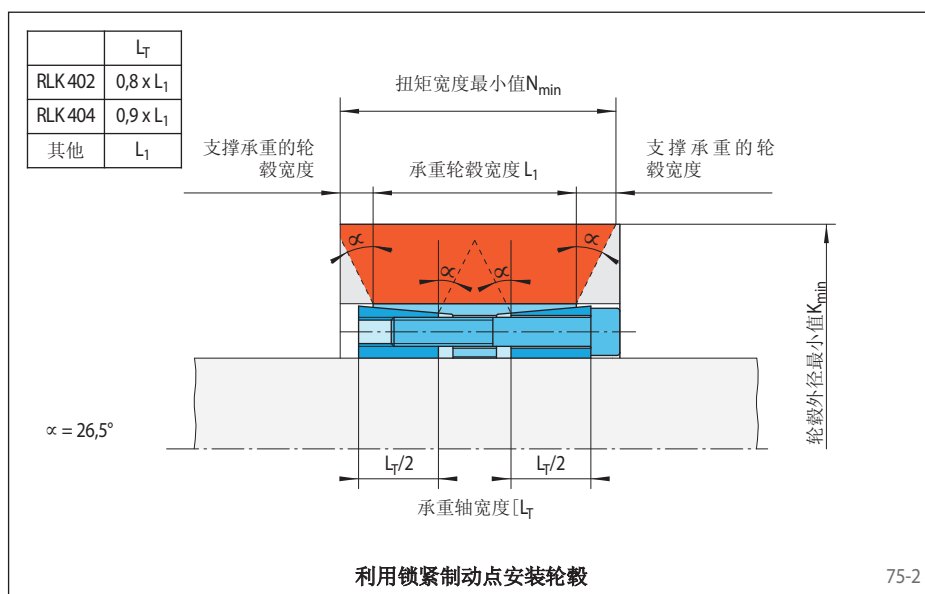 L_T
RLK 402 0,8 x L₁
RLK 404 0,9 x L₁
其他 L₁
扭矩宽度最小值N_min
支撑承重的轮
毂宽度
承重轮毂宽度 L₁
支撑承重的轮
毂宽度
∝
∝
∝
∝
轮毂外径最小值K_min
∝ = 26,5°
L_T/2
L_T/2
承重轴宽度[L_T
利用锁紧制动点安装轮毂
75-2